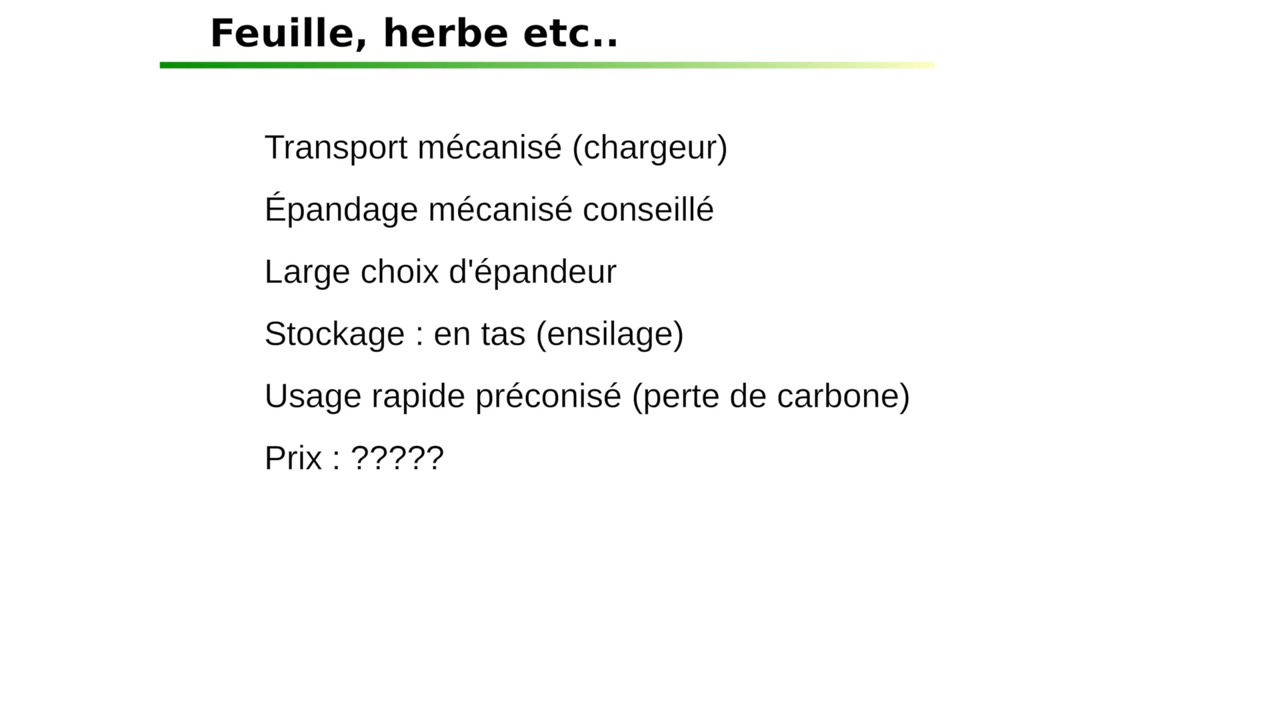 Feuille, herbe etc..
Transport mécanisé (chargeur)
Épandage mécanisé conseillé
Large choix d'épandeur
Stockage : en tas (ensilage)
Usage rapide préconisé (perte de carbone)
Prix : ?????